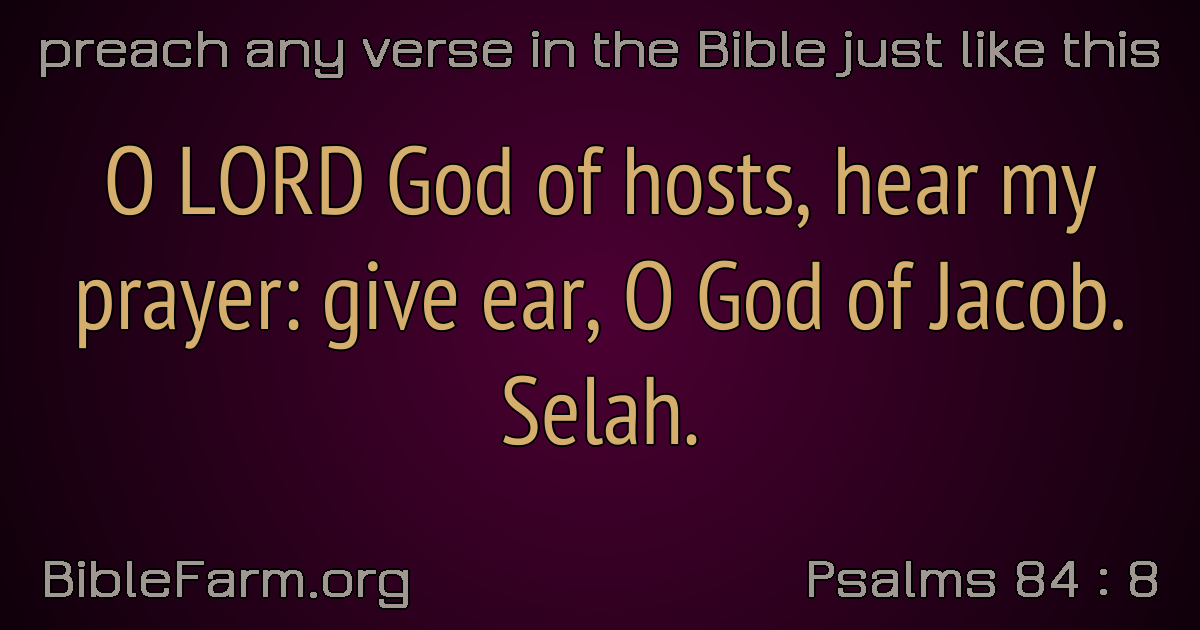 preach any verse in the Bible just like this
O LORD God of hosts, hear my
prayer: give ear, O God of Jacob.
Selah.
BibleFarm.org
Psalms 84 : 8